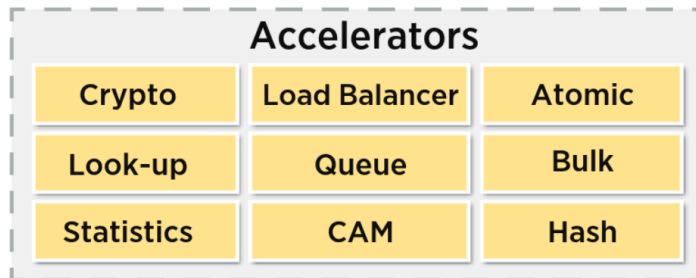 Accelerators
Crypto
Load Balancer
Atomic
Look-up
Queue
Bulk
Statistics
CAM
Hash